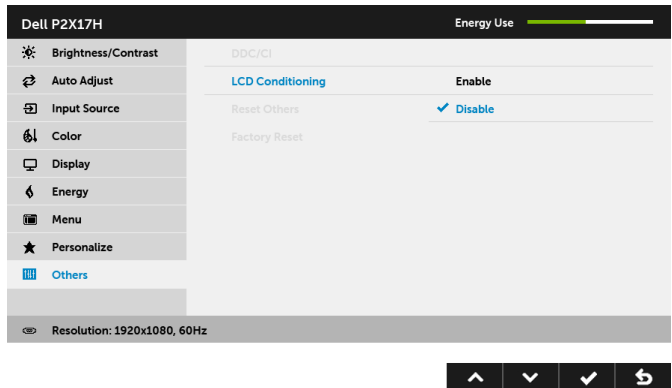 Dell P2X17H
Energy Use
Brightness/Contrast
DDC/CI
Auto Adjust
LCD Conditioning
Enable
Input Source
Reset Others
Disable
Color
Factory Reset
Display
Energy
Menu
Personalize
Others
Resolution: 1920x1080, 60Hz